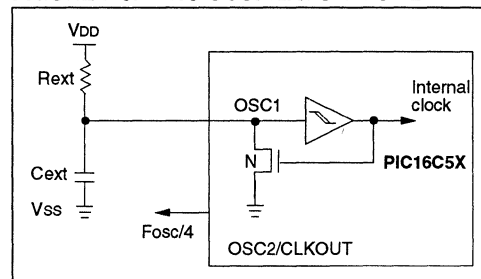 VDD
Rext
Internal
clock
OSC1
N
PIC16C5X
Cext
VSS
Fosc/4
OSC2/CLKOUT